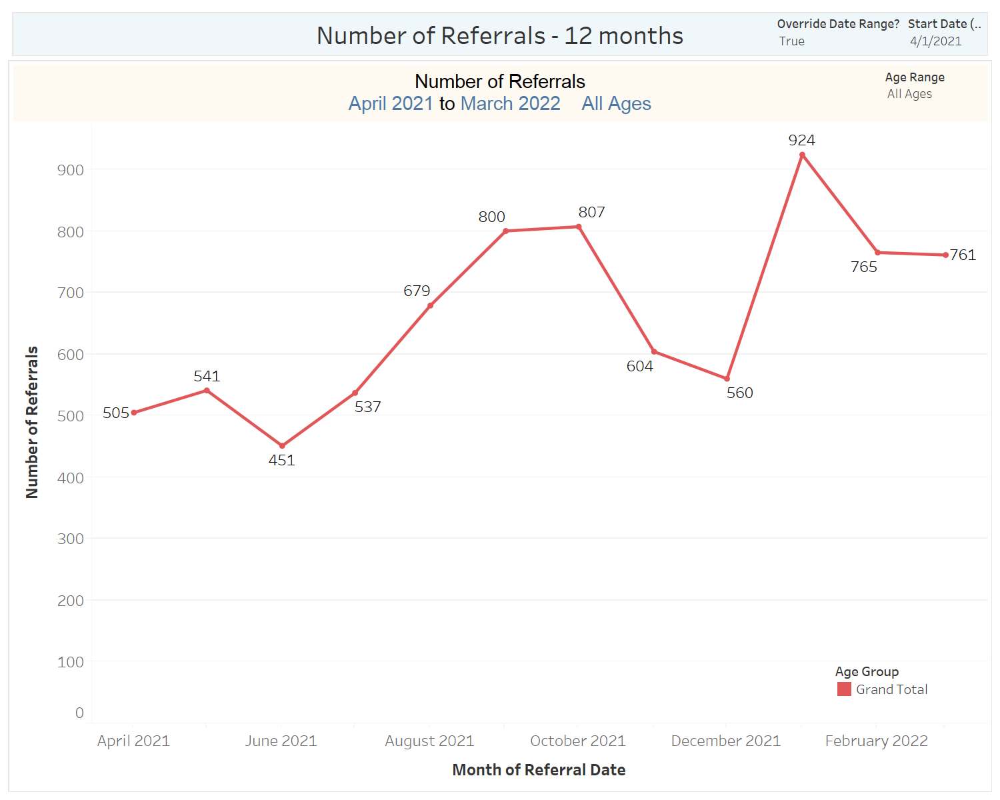 Number of Referrals - 12 months
Override Date Range? Start Date (..
True 4/1/2021
Number of Referrals
April 2021 to March 2022 All Ages
Age Range
All Ages
924
900
807
800
800
761
765
700
679
600
604
560
541
537
505
500
451
400
300
200
100
0
Number of Referrals
Age Group
Grand Total
April 2021 June 2021 August 2021 October 2021 December 2021 February 2022
Month of Referral Date